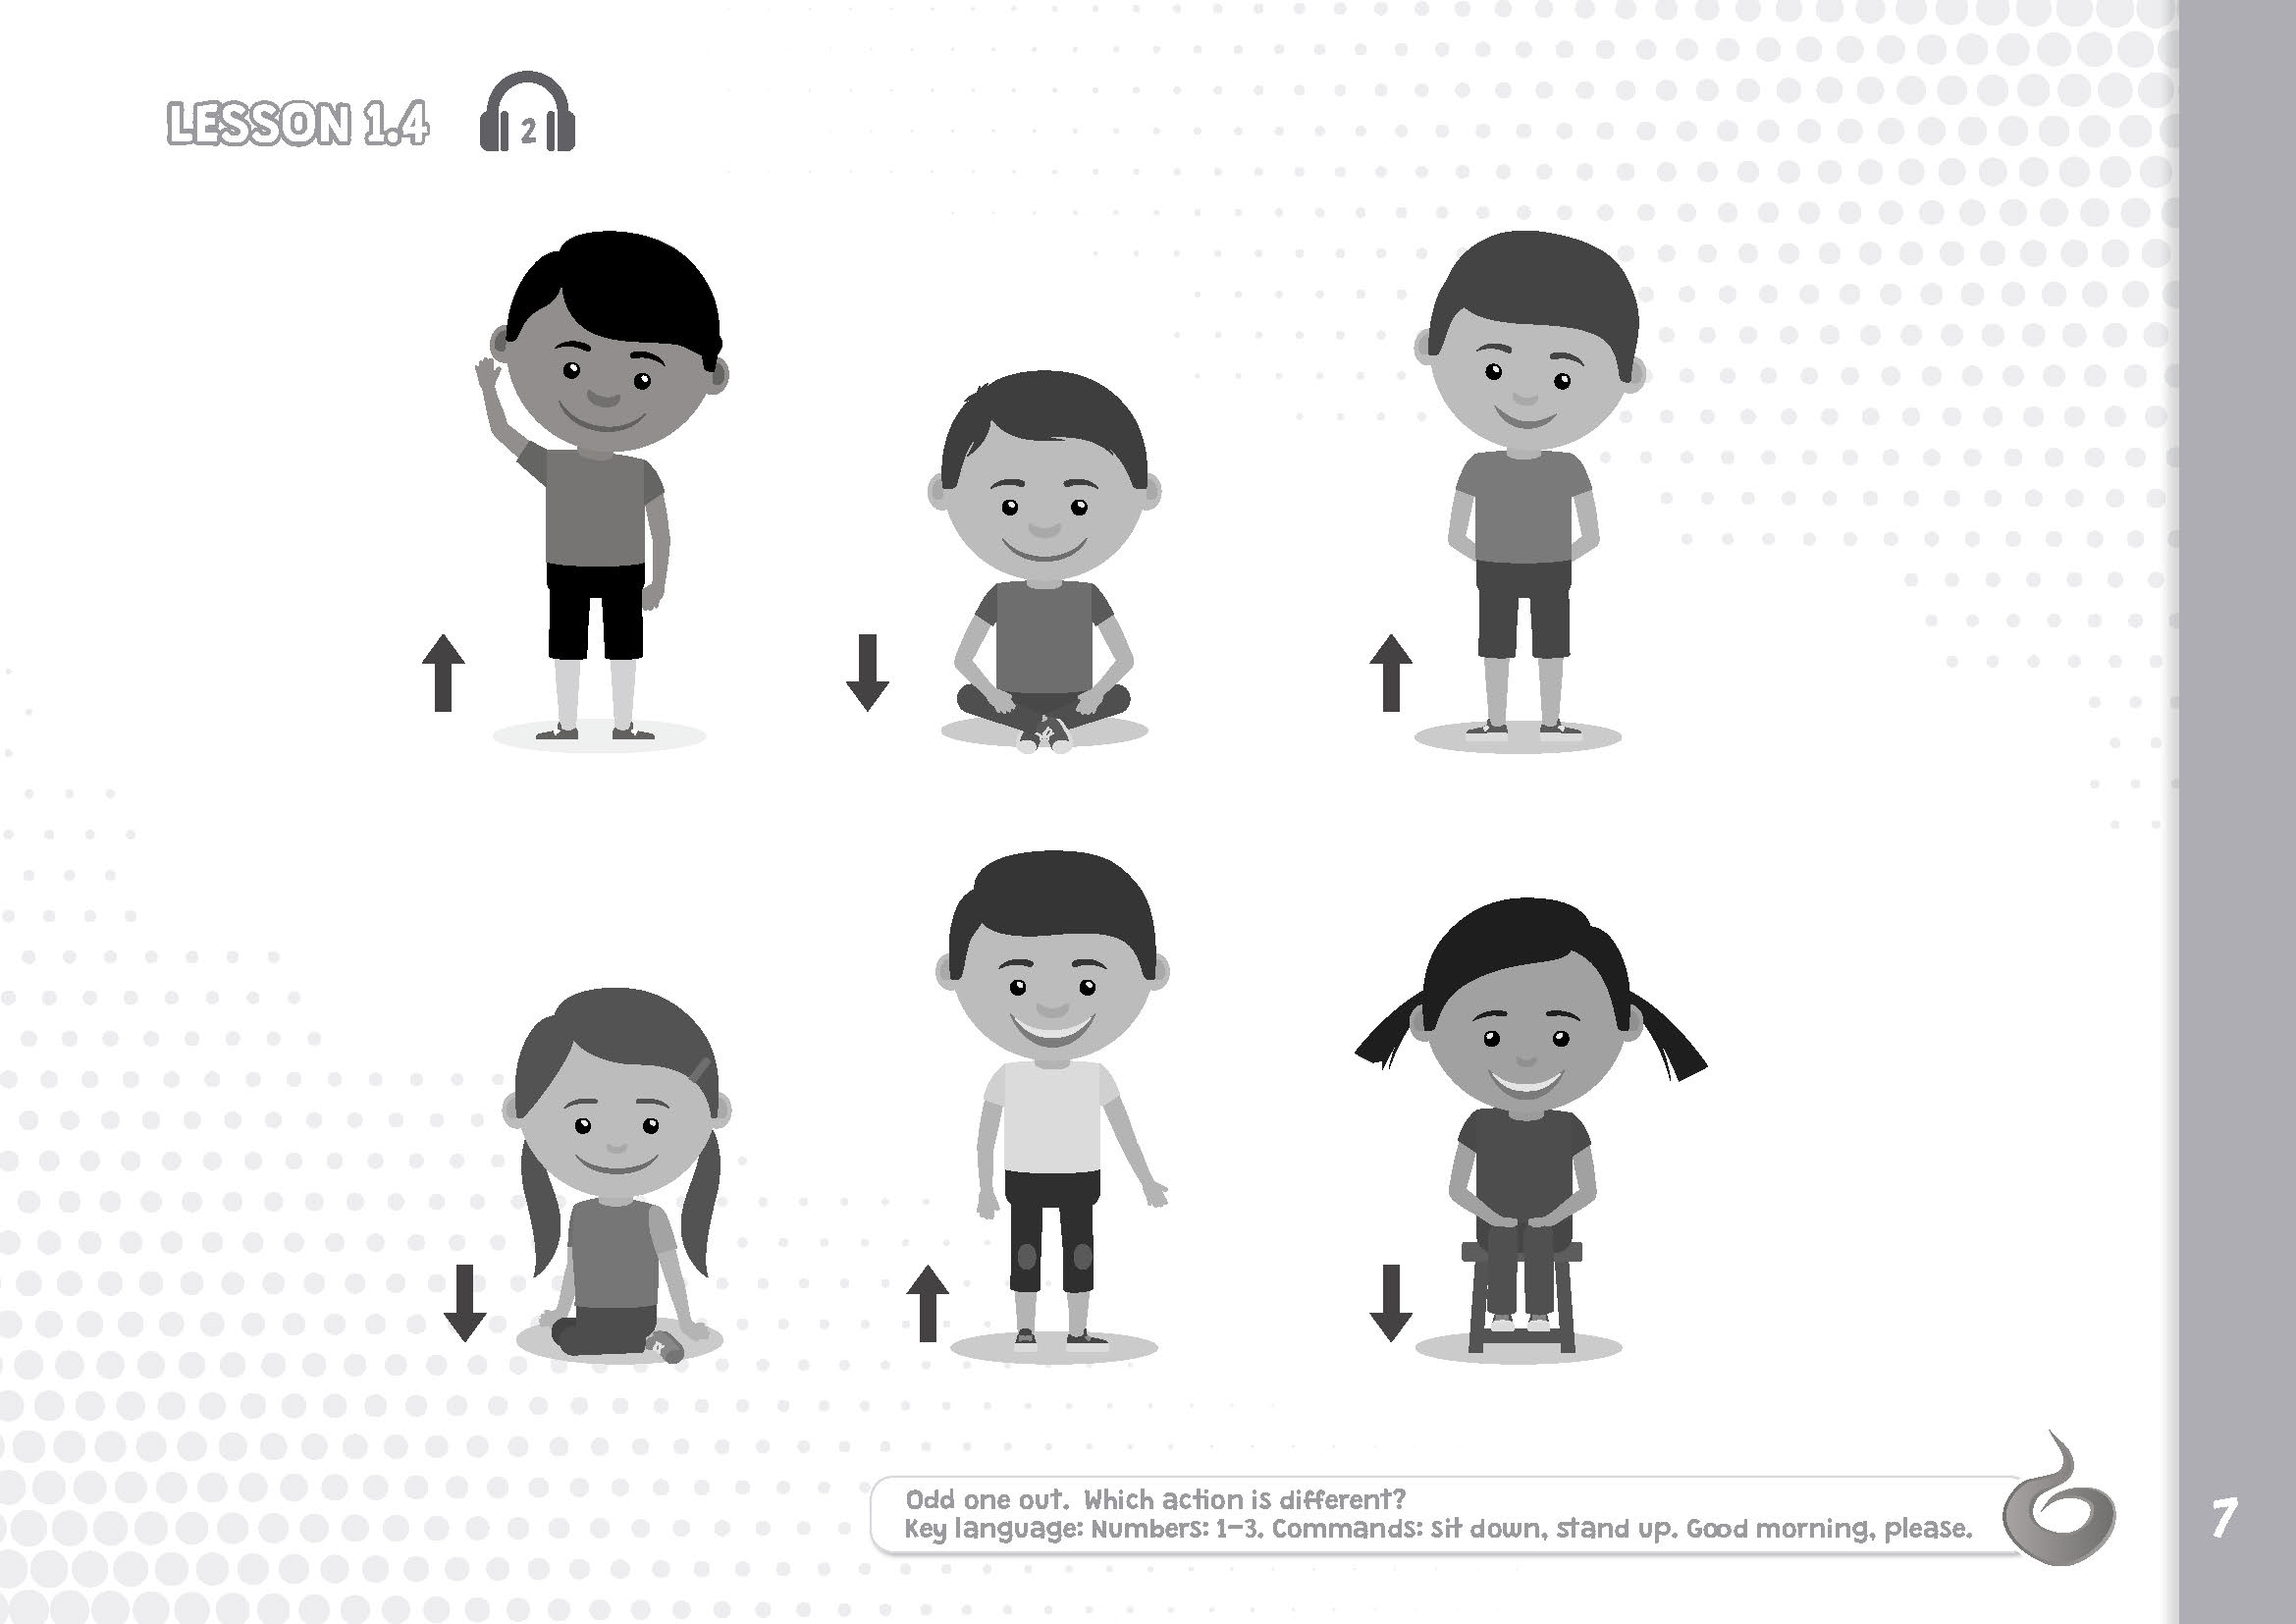 LESSON 1.4
2
Odd one out.  Which action is different?
Key language: Numbers: 1–3. Commands: sit down, stand up. Good morning, please.
7